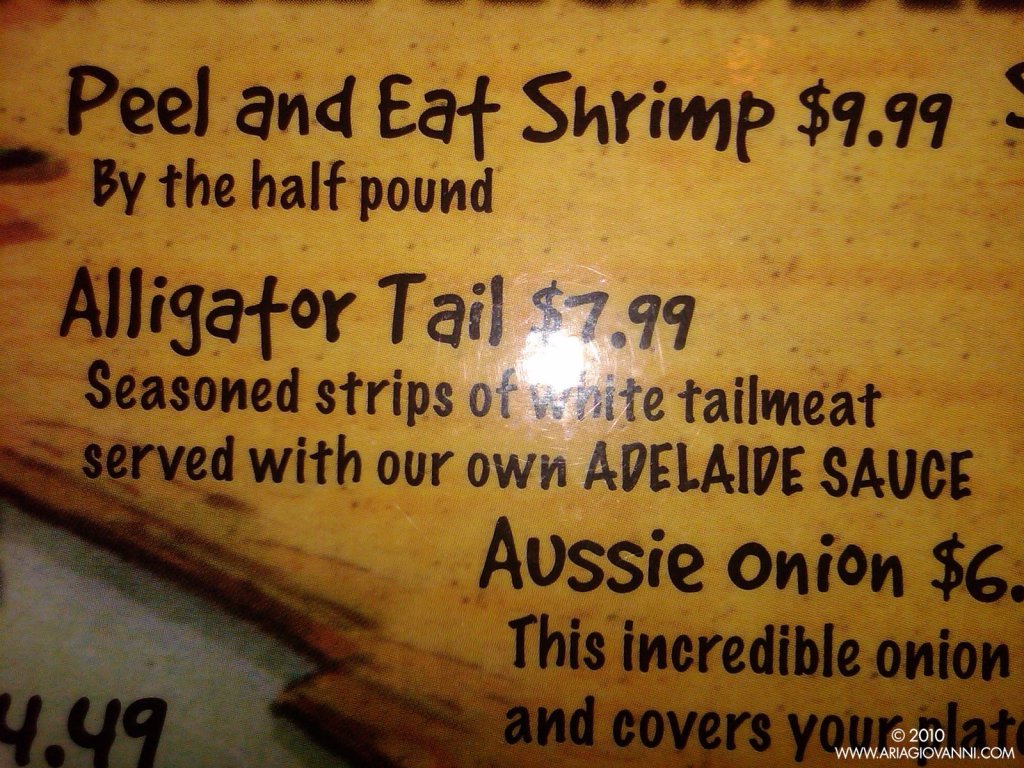 Peel and Eat Shrimp $9.99
By the half pound
Alligator Tail $7.99
Seasoned strips of white tailmeat
served with our own ADELAIDE SAUCE
Aussie Onion $6.
This incredible onion
and covers your plate
4.49
© 2010
WWW.ARIAGIOVANNI.COM